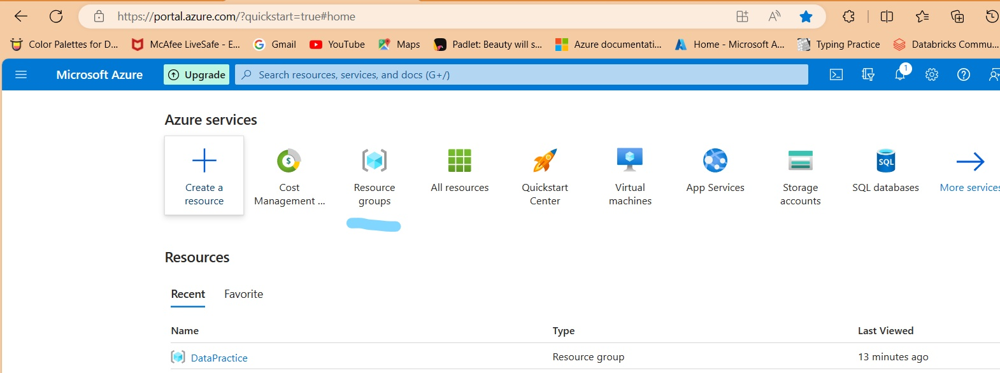 https://portal.azure.com/?quickstart=true#home
Color Palettes for D... McAfee LiveSafe - E... Gmail YouTube Maps Padlet: Beauty will s... Azure documentati... Home - Microsoft A... Typing Practice Databricks Commu...
Microsoft Azure Upgrade Search resources, services, and docs (G+/) 1
Azure services
Create a resource
Cost Management ...
Resource groups
All resources
Quickstart Center
Virtual machines
App Services
Storage accounts
SQL
SQL databases
More services
Resources
Recent Favorite
Name Type Last Viewed
DataPractice Resource group 13 minutes ago